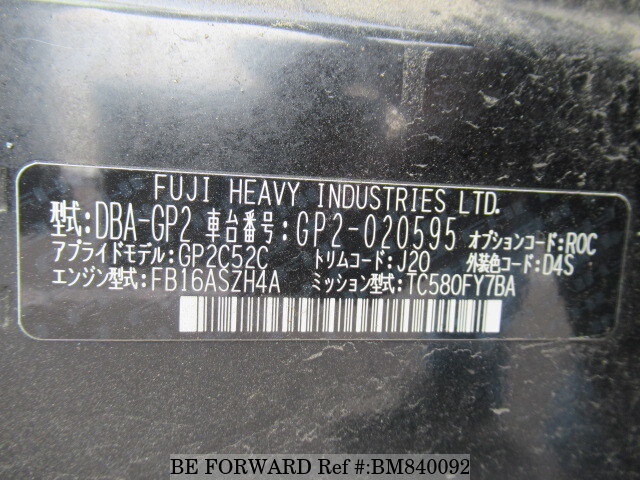 FUJI HEAVY INDUSTRIES LTD.
型式:DBA-GP2 車台番号:GP2-020595 オプションコード:ROC
アプライドモデル:GP2C52C トリムコード:J20 外装色コード:D4S
エンジン型式:FB16ASZH4A ミッション型式:TC580FY7BA
BE FORWARD Ref #:BM840092